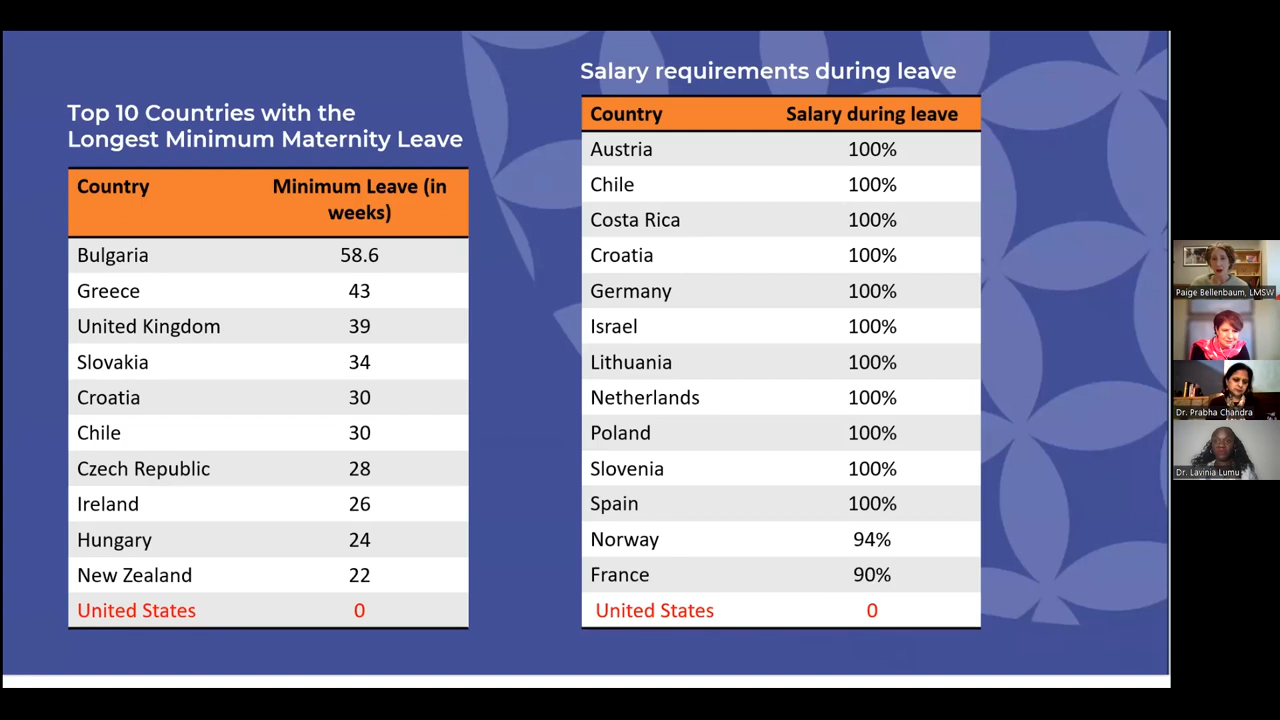 Top 10 Countries with the
Longest Minimum Maternity Leave
Country Minimum Leave (in
weeks)
Bulgaria 58.6
Greece 43
United Kingdom 39
Slovakia 34
Croatia 30
Chile 30
Czech Republic 28
Ireland 26
Hungary 24
New Zealand 22
United States 0
Salary requirements during leave
Country Salary during leave
Austria 100%
Chile 100%
Costa Rica 100%
Croatia 100%
Germany 100%
Israel 100%
Lithuania 100%
Netherlands 100%
Poland 100%
Slovenia 100%
Spain 100%
Norway 94%
France 90%
United States 0
Paige Bellenbaum, LMSW
Dr. Prabha Chandra
Dr. Lavinia Lumu